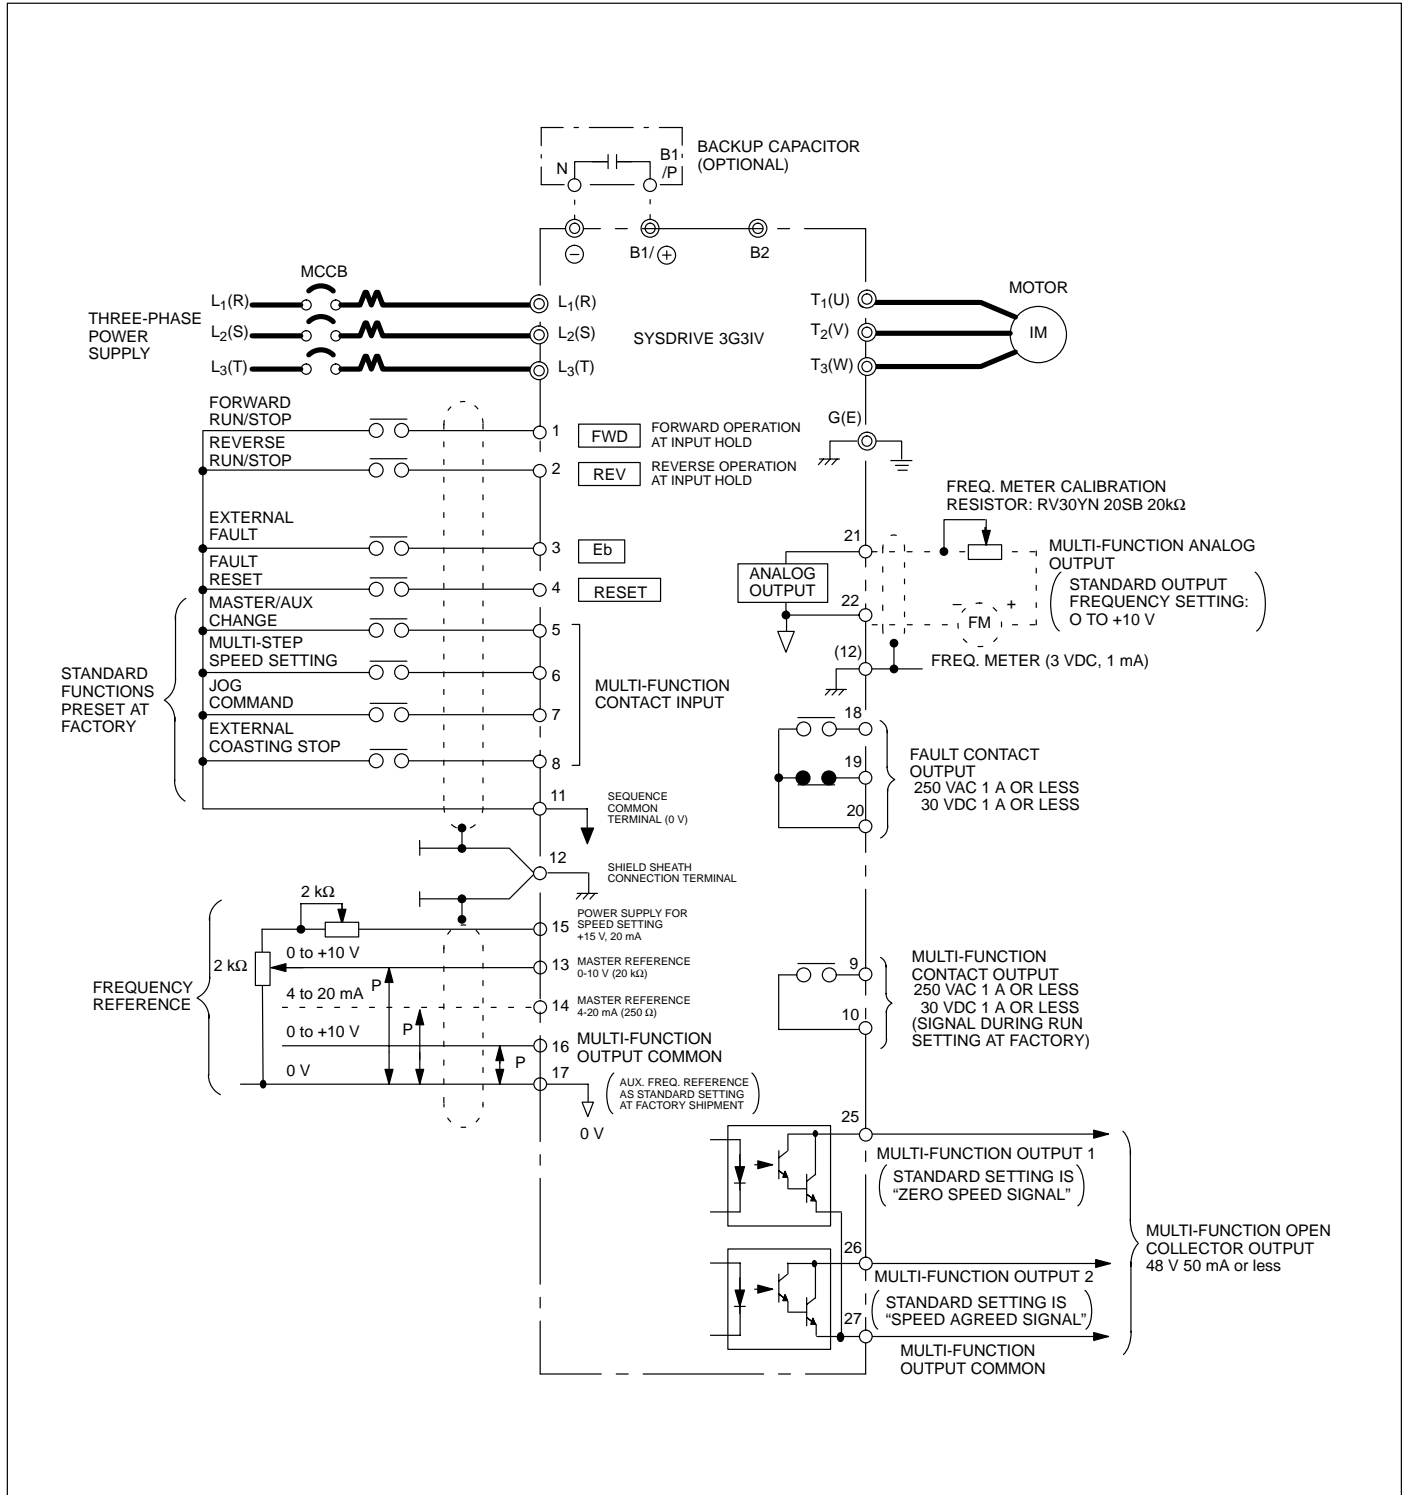 BACKUP CAPACITOR
(OPTIONAL)
N
B1
/P
B1/
B2
MCCB
THREE-PHASE
POWER
SUPPLY
L1(R)
L2(S)
L3(T)
L1(R)
L2(S)
L3(T)
SYSDRIVE 3G3IV
T1(U)
T2(V)
T3(W)
MOTOR
IM
G(E)
FORWARD
RUN/STOP
1
FWD
FORWARD OPERATION
AT INPUT HOLD
REVERSE
RUN/STOP
2
REV
REVERSE OPERATION
AT INPUT HOLD
EXTERNAL
FAULT
3
Eb
FAULT
RESET
4
RESET
STANDARD
FUNCTIONS
PRESET AT
FACTORY
MASTER/AUX
CHANGE
5
MULTI-STEP
SPEED SETTING
6
JOG
COMMAND
7
EXTERNAL
COASTING STOP
8
MULTI-FUNCTION
CONTACT INPUT
11
SEQUENCE
COMMON
TERMINAL (0 V)
12
SHIELD SHEATH
CONNECTION TERMINAL
FREQUENCY
REFERENCE
2 kΩ
2 kΩ
15
POWER SUPPLY FOR
SPEED SETTING
+15 V, 20 mA
0 to +10 V
P
13
MASTER REFERENCE
0-10 V (20 kΩ)
4 to 20 mA
P
14
MASTER REFERENCE
4-20 mA (250 Ω)
0 to +10 V
P
16
MULTI-FUNCTION
OUTPUT COMMON
0 V
17
AUX. FREQ. REFERENCE
AS STANDARD SETTING
AT FACTORY SHIPMENT
0 V
FREQ. METER CALIBRATION
RESISTOR: RV30YN 20SB 20kΩ
21
ANALOG
OUTPUT
22
FM
–
+
MULTI-FUNCTION ANALOG
OUTPUT
STANDARD OUTPUT
FREQUENCY SETTING:
O TO +10 V
(12)
FREQ. METER (3 VDC, 1 mA)
18
19
20
FAULT CONTACT
OUTPUT
250 VAC 1 A OR LESS
30 VDC 1 A OR LESS
9
10
MULTI-FUNCTION
CONTACT OUTPUT
250 VAC 1 A OR LESS
30 VDC 1 A OR LESS
(SIGNAL DURING RUN
SETTING AT FACTORY)
25
MULTI-FUNCTION OUTPUT 1
STANDARD SETTING IS
“ZERO SPEED SIGNAL”
26
MULTI-FUNCTION OUTPUT 2
STANDARD SETTING IS
“SPEED AGREED SIGNAL”
27
MULTI-FUNCTION
OUTPUT COMMON
MULTI-FUNCTION OPEN
COLLECTOR OUTPUT
48 V 50 mA or less